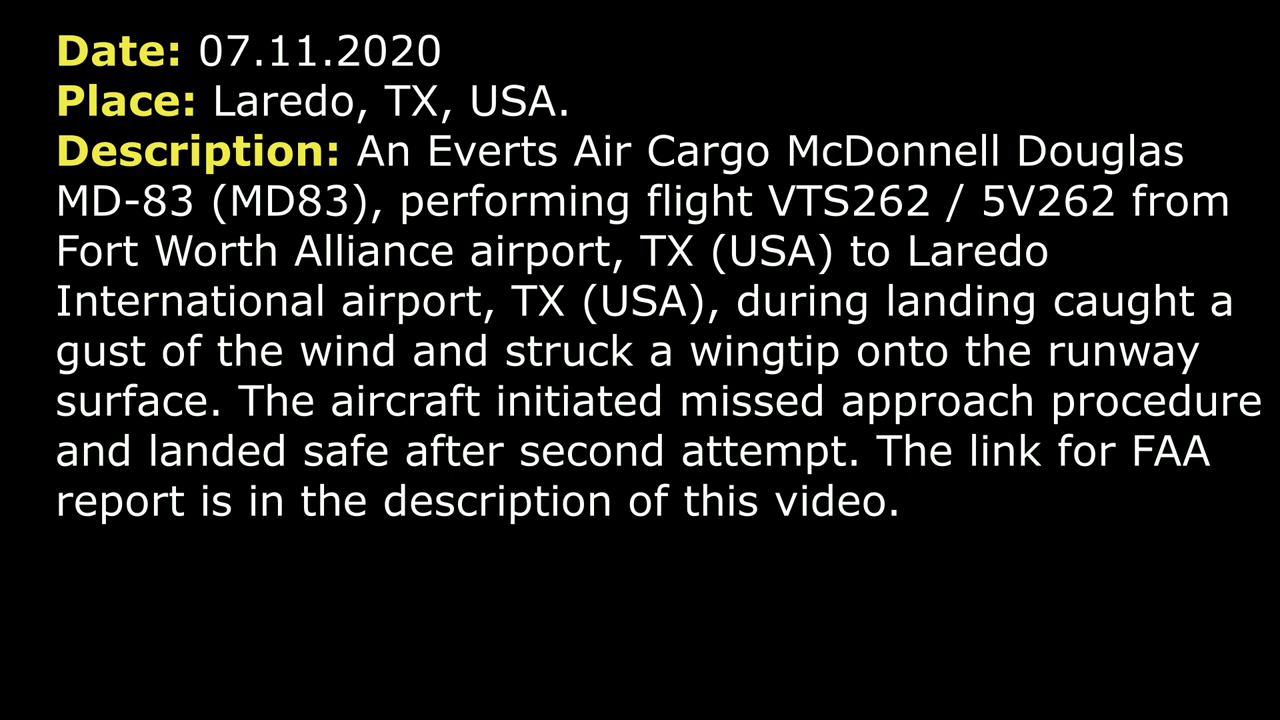 Date: 07.11.2020
Place: Laredo, TX, USA.
Description: An Everts Air Cargo McDonnell Douglas
MD-83 (MD83), performing flight VTS262 / 5V262 from
Fort Worth Alliance airport, TX (USA) to Laredo
International airport, TX (USA), during landing caught a
gust of the wind and struck a wingtip onto the runway
surface. The aircraft initiated missed approach procedure
and landed safe after second attempt. The link for FAA
report is in the description of this video.